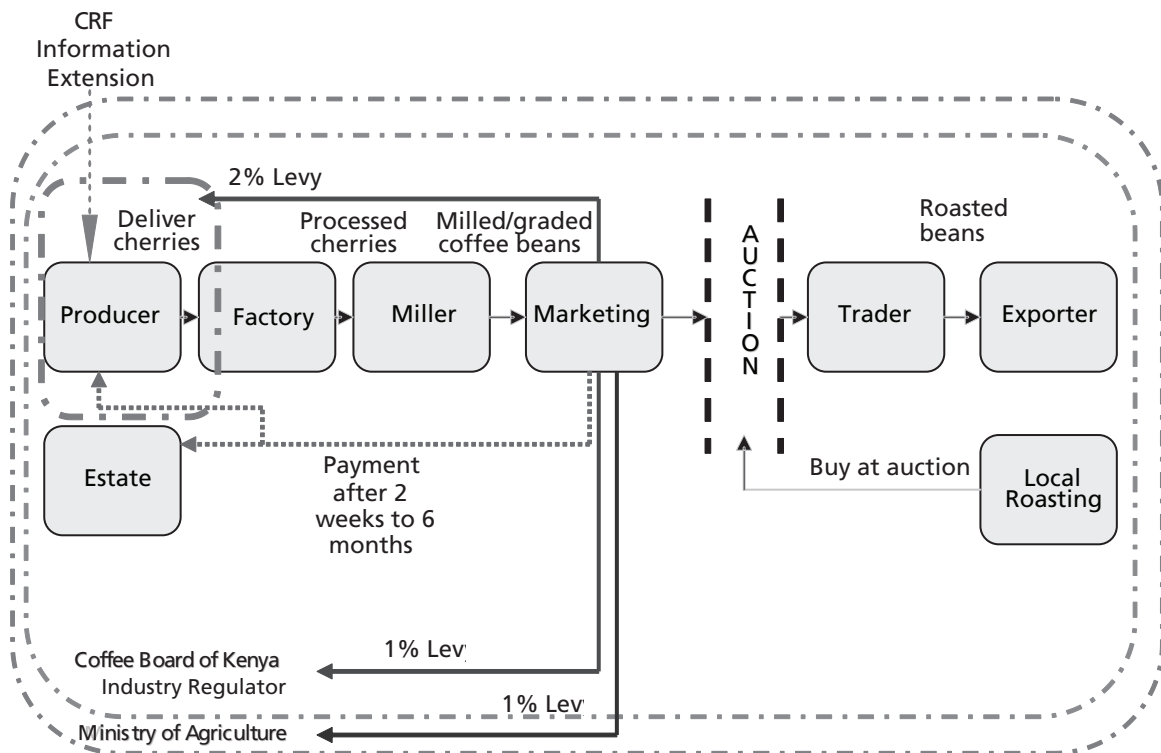 CRF
Information
Extension
2% Levy
Deliver
cherries
Processed
cherries
Milled/graded
coffee beans
Roasted
beans
AUCTION
Producer
Factory
Miller
Marketing
Trader
Exporter
Estate
Payment
after 2
weeks to 6
months
Buy at auction
Local
Roasting
1% Lev
Coffee Board of Kenya
Industry Regulator
1% Lev
Ministry of Agriculture